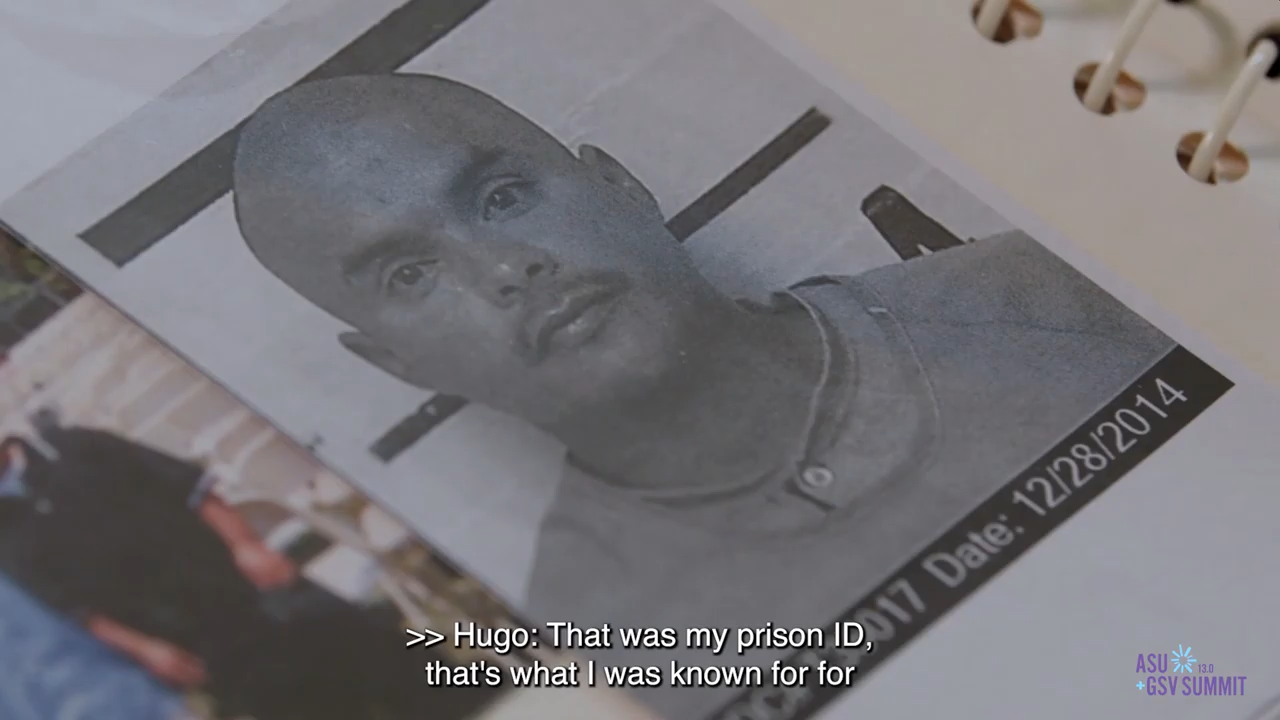 017 Date: 12/28/2014
>> Hugo: That was my prison ID,
that's what I was known for for
ASU 13.0
+GSV SUMMIT